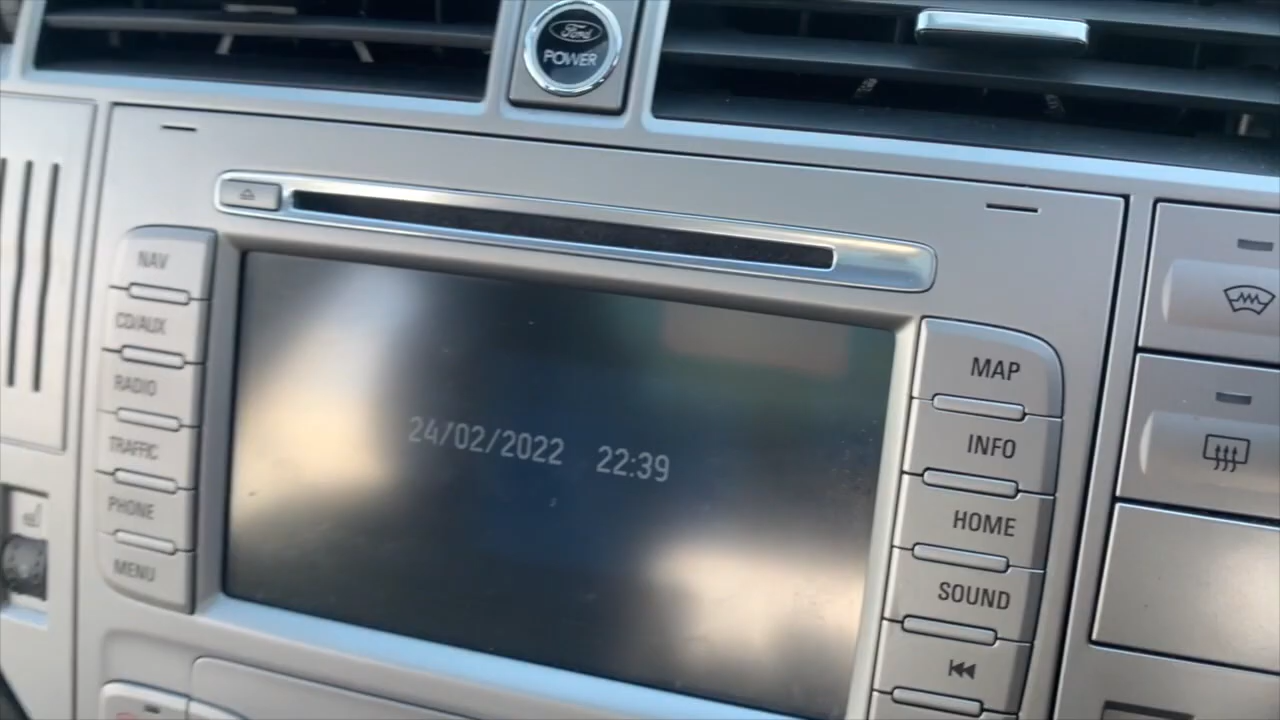 Ford
POWER
NAV
CD/AUX
RADIO
TRAFFIC
PHONE
MENU
24/02/2022 22:39
MAP
INFO
HOME
SOUND